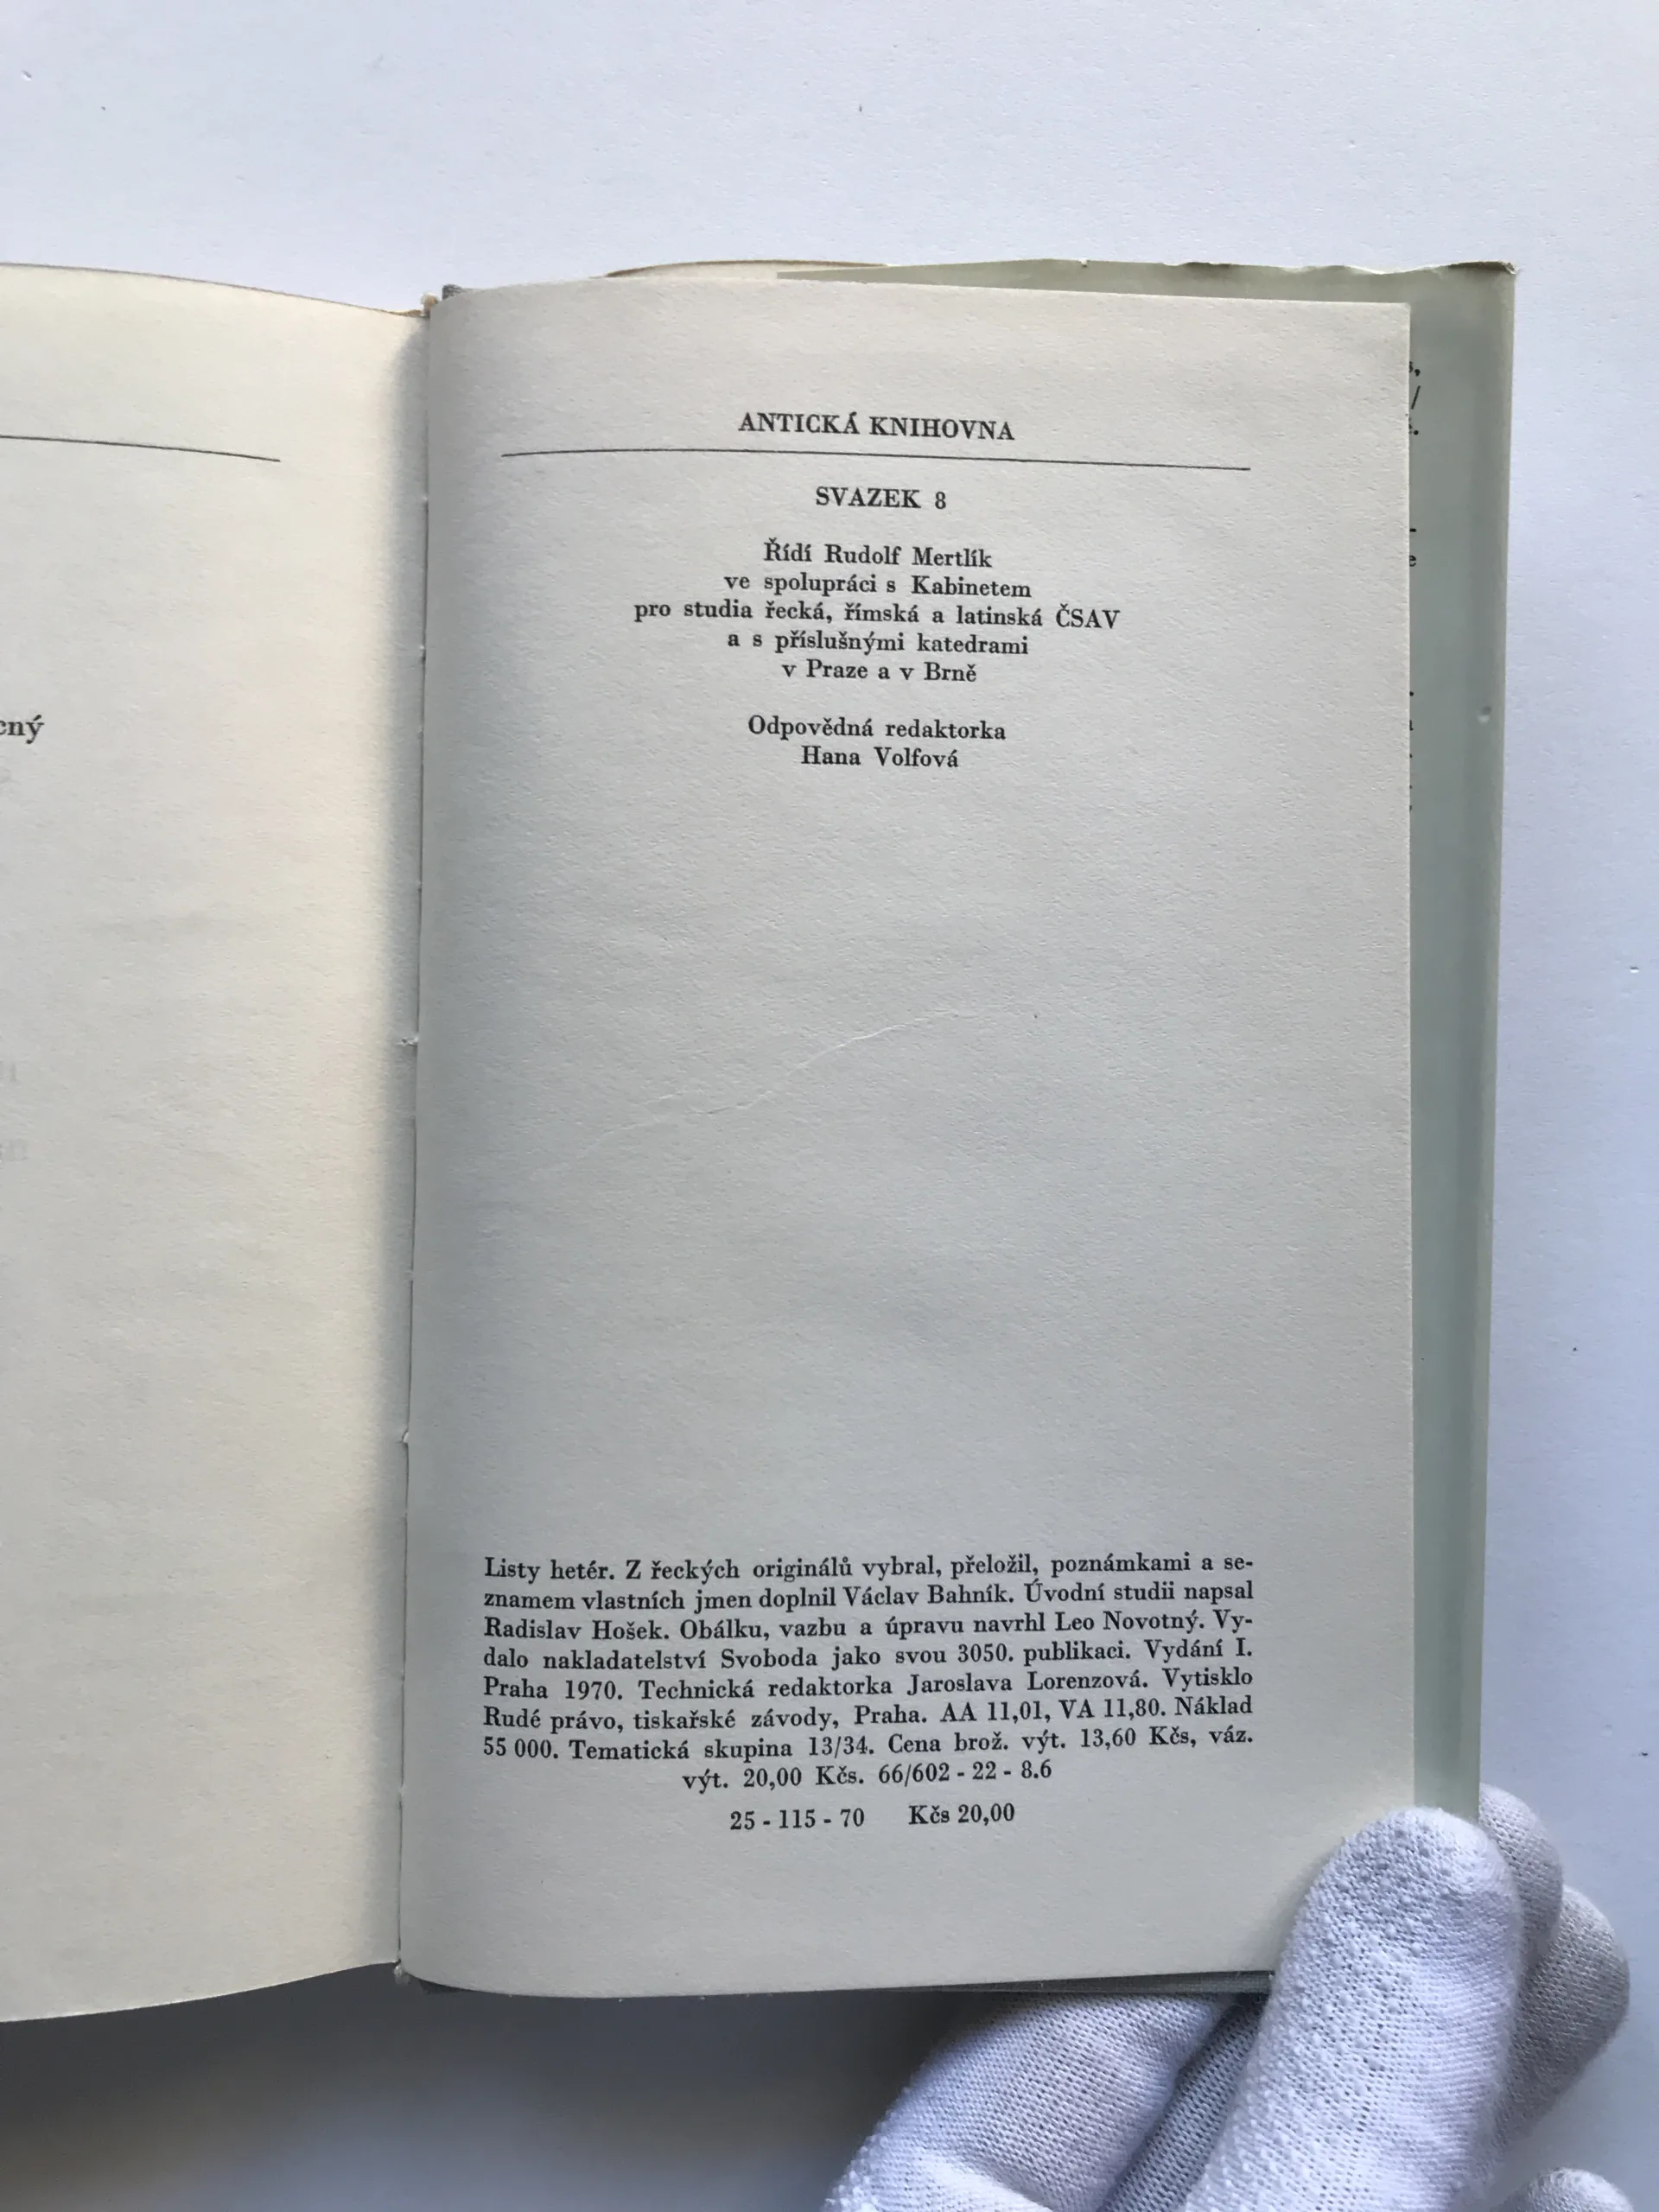 ANTICKÁ KNIHOVNA
SVAZEK 8
Řídí Rudolf Mertlík
ve spolupráci s Kabinetem
pro studia řecká, římská a latinská ČSAV
a s příslušnými katedrami
v Praze a v Brně
Odpovědná redaktorka
Hana Volfová
Listy hetér. Z řeckých originálů vybral, přeložil, poznámkami a se-
znamem vlastních jmen doplnil Václav Bahník. Úvodní studii napsal
Radislav Hošek. Obálku, vazbu a úpravu navrhl Leo Novotný. Vy-
dalo nakladatelství Svoboda jako svou 3050. publikaci. Vydání I.
Praha 1970. Technická redaktorka Jaroslava Lorenzová. Vytisklo
Rudé právo, tiskařské závody, Praha. AA 11,01, VA 11,80. Náklad
55 000. Tematická skupina 13/34. Cena brož. výt. 13,60 Kčs, váz.
výt. 20,00 Kčs. 66/602 - 22 - 8.6
25 - 115 - 70 Kčs 20,00